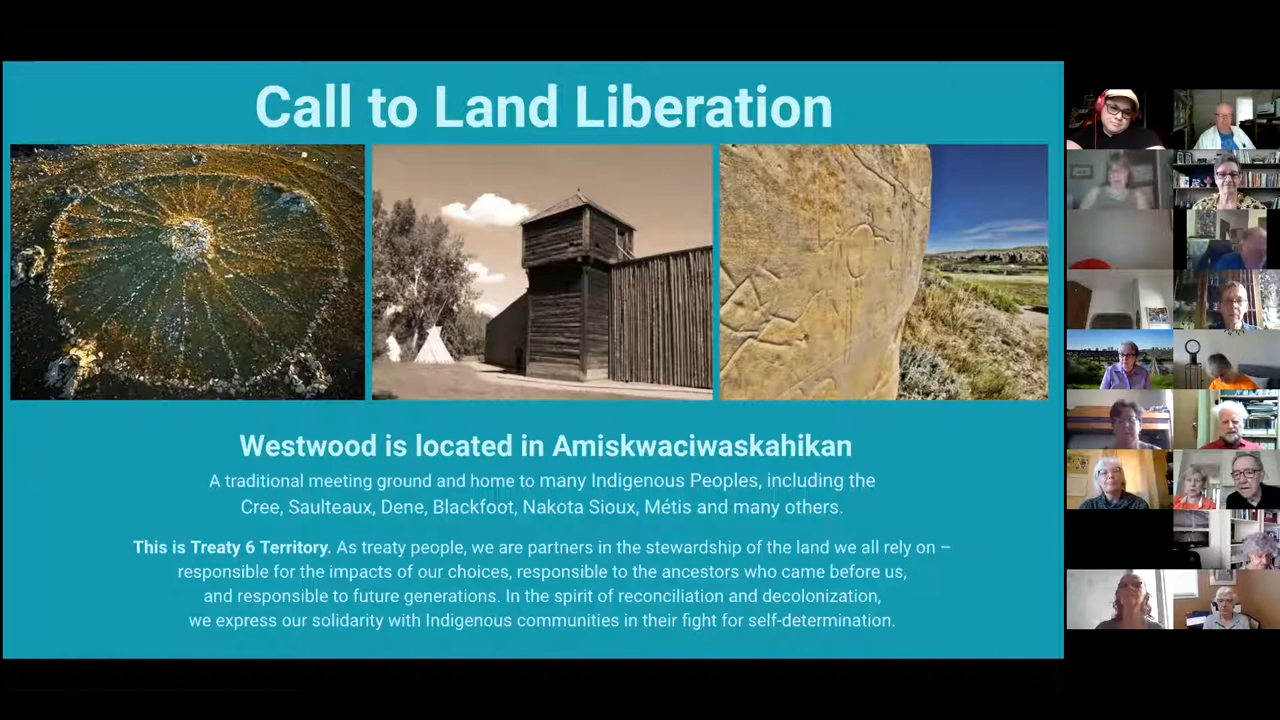 Call to Land Liberation
Westwood is located in Amiskwaciwaskahikan
A traditional meeting ground and home to many Indigenous Peoples, including the
Cree, Saulteaux, Dene, Blackfoot, Nakota Sioux, Métis and many others.
This is Treaty 6 Territory. As treaty people, we are partners in the stewardship of the land we all rely on –
responsible for the impacts of our choices, responsible to the ancestors who came before us,
and responsible to future generations. In the spirit of reconciliation and decolonization,
we express our solidarity with Indigenous communities in their fight for self-determination.